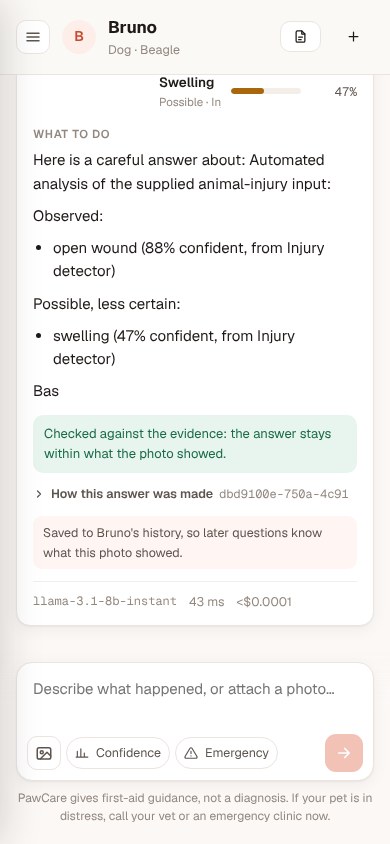 B
Bruno
Dog · Beagle
Swelling
Possible · In
47%
WHAT TO DO
Here is a careful answer about: Automated
analysis of the supplied animal-injury input:
Observed:
• open wound (88% confident, from Injury
detector)
Possible, less certain:
• swelling (47% confident, from Injury
detector)
Bas
Checked against the evidence: the answer stays
within what the photo showed.
How this answer was made dbd9100e-750a-4c91
Saved to Bruno's history, so later questions know
what this photo showed.
llama-3.1-8b-instant 43 ms <$0.0001
Describe what happened, or attach a photo…
Confidence Emergency
PawCare gives first-aid guidance, not a diagnosis. If your pet is in
distress, call your vet or an emergency clinic now.